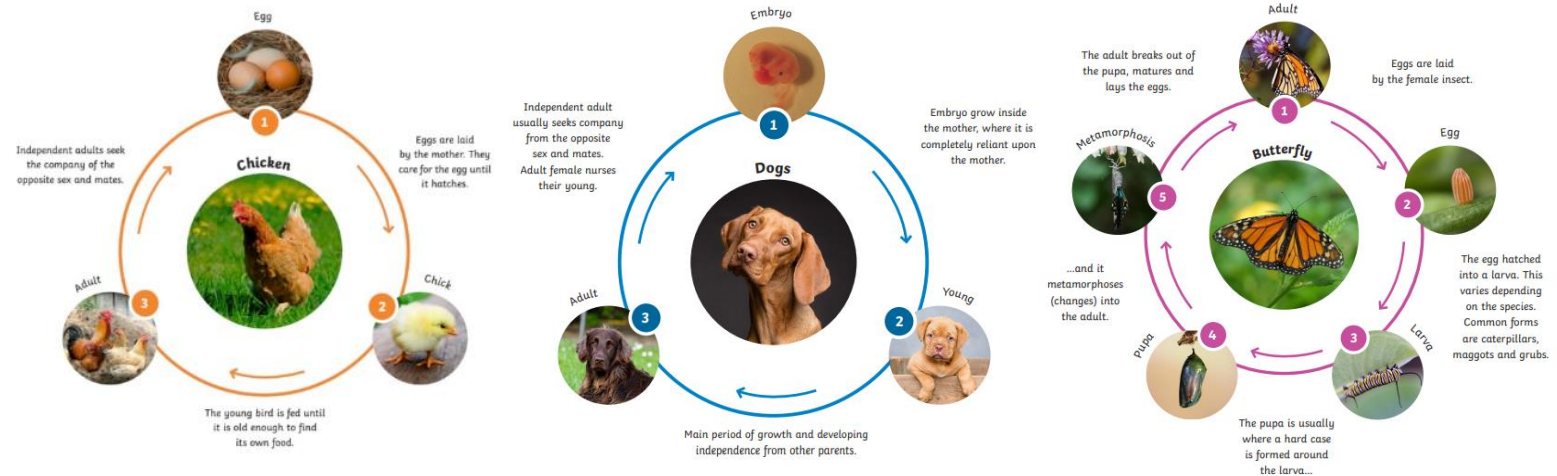 Egg
1
Eggs are laid
by the mother. They
care for the egg until
it hatches.
Chicken
Chick
2
The young bird is fed until
it is old enough to find
its own food.
Adult
3
Independent adults seek
the company of the
opposite sex and mates.
Embryo
1
Embryo grow inside
the mother, where it is
completely reliant upon
the mother.
Dogs
Young
2
Main period of growth and developing
independence from other parents.
Adult
3
Independent adult
usually seeks company
from the opposite
sex and mates.
Adult female nurses
their young.
Adult
1
Eggs are laid
by the female insect.
Butterfly
Egg
2
The egg hatched
into a larva. This
varies depending
on the species.
Common forms
are caterpillars,
maggots and grubs.
Larva
3
The pupa is usually
where a hard case
is formed around
the larva...
Pupa
4
...and it
metamorphoses
(changes) into
the adult.
Metamorphosis
5
The adult breaks out of
the pupa, matures and
lays the eggs.